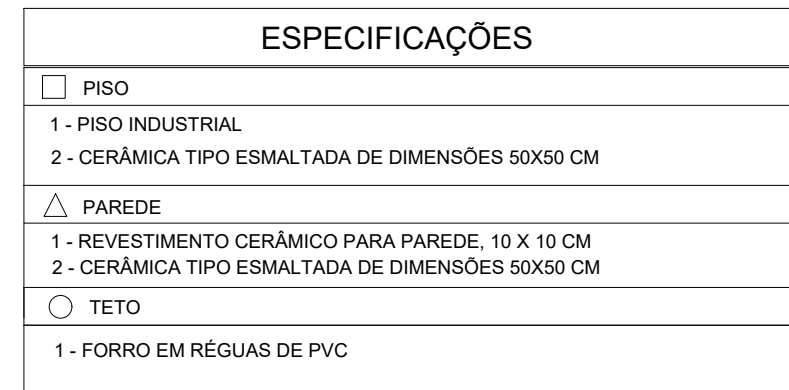 ESPECIFICAÇÕES
PISO
1 - PISO INDUSTRIAL
2 - CERÂMICA TIPO ESMALTADA DE DIMENSÕES 50X50 CM
PAREDE
1 - REVESTIMENTO CERÂMICO PARA PAREDE, 10 X 10 CM
2 - CERÂMICA TIPO ESMALTADA DE DIMENSÕES 50X50 CM
TETO
1 - FORRO EM RÉGUAS DE PVC